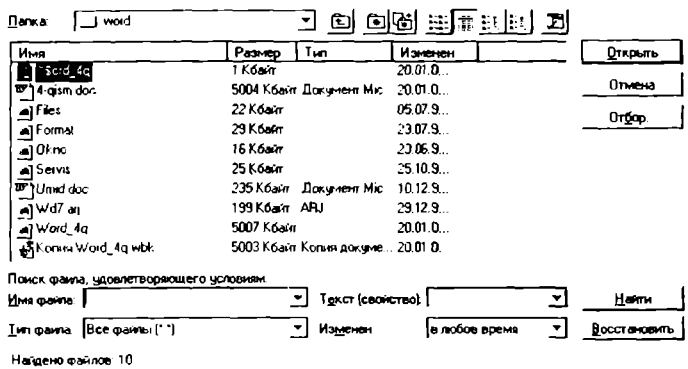 Папка: word
Имя Размер Тип Изменен Открыть
1 Кбайт 20.01.0...
4-qism.doc 5004 Кбайт Документ Mic 20.01.0... Отмена
Files 22 Кбайт 05.07.9...
Format 29 Кбайт 23.07.9... Отбор...
Okno 16 Кбайт 23.06.9...
Servis 25 Кбайт 25.10.9...
Umid.doc 235 Кбайт Документ Mic 10.12.9...
Wd7.arj 199 Кбайт ARJ 29.12.9...
Word_4q 5007 Кбайт 20.01.0...
Копия Word_4q.wbk 5003 Кбайт Копия докуме... 20.01.0...
Поиск файла, удовлетворяющего условиям:
Имя файла: Текст (свойство): Найти
Тип файла: Все файлы (*.*) Изменен в любое время Восстановить
Найдено файлов: 10